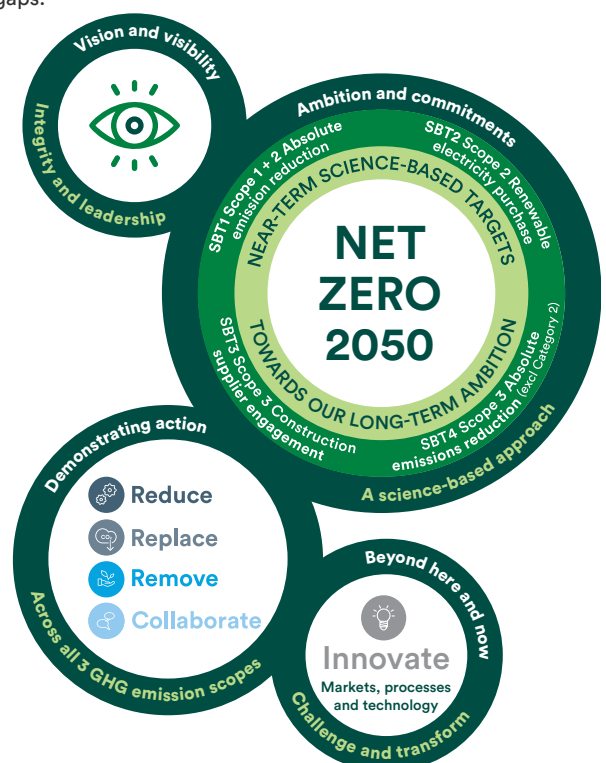 gaps.
Vision and visibility
Integrity and leadership
Ambition and commitments
SBT1 Scope 1 + 2 Absolute
emission reduction
SBT2 Scope 2 Renewable
electricity purchase
NEAR-TERM SCIENCE-BASED TARGETS
NET
ZERO
2050
TOWARDS OUR LONG-TERM AMBITION
SBT3 Scope 3 Construction
supplier engagement
SBT4 Scope 3 Absolute
emissions reduction (excl Category 2)
A science-based approach
Demonstrating action
Reduce
CO₂
Replace
Remove
Collaborate
Across all 3 GHG emission scopes
Beyond here and now
Innovate
Markets, processes
and technology
Challenge and transform